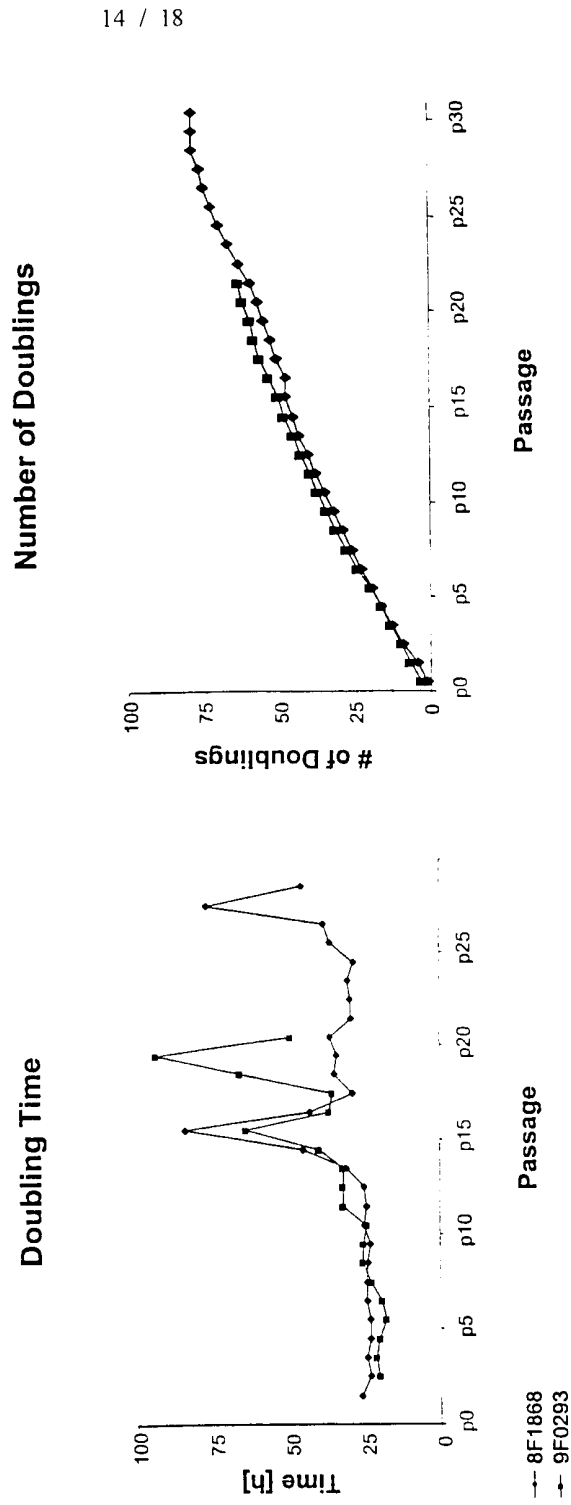 14 / 18
Doubling Time
Time [h]
100
75
50
25
0
p0
p5
p10
p15
p20
p25
Passage
8F1868
9F0293
Number of Doublings
# of Doublings
100
75
50
25
0
p0
p5
p10
p15
p20
p25
p30
Passage